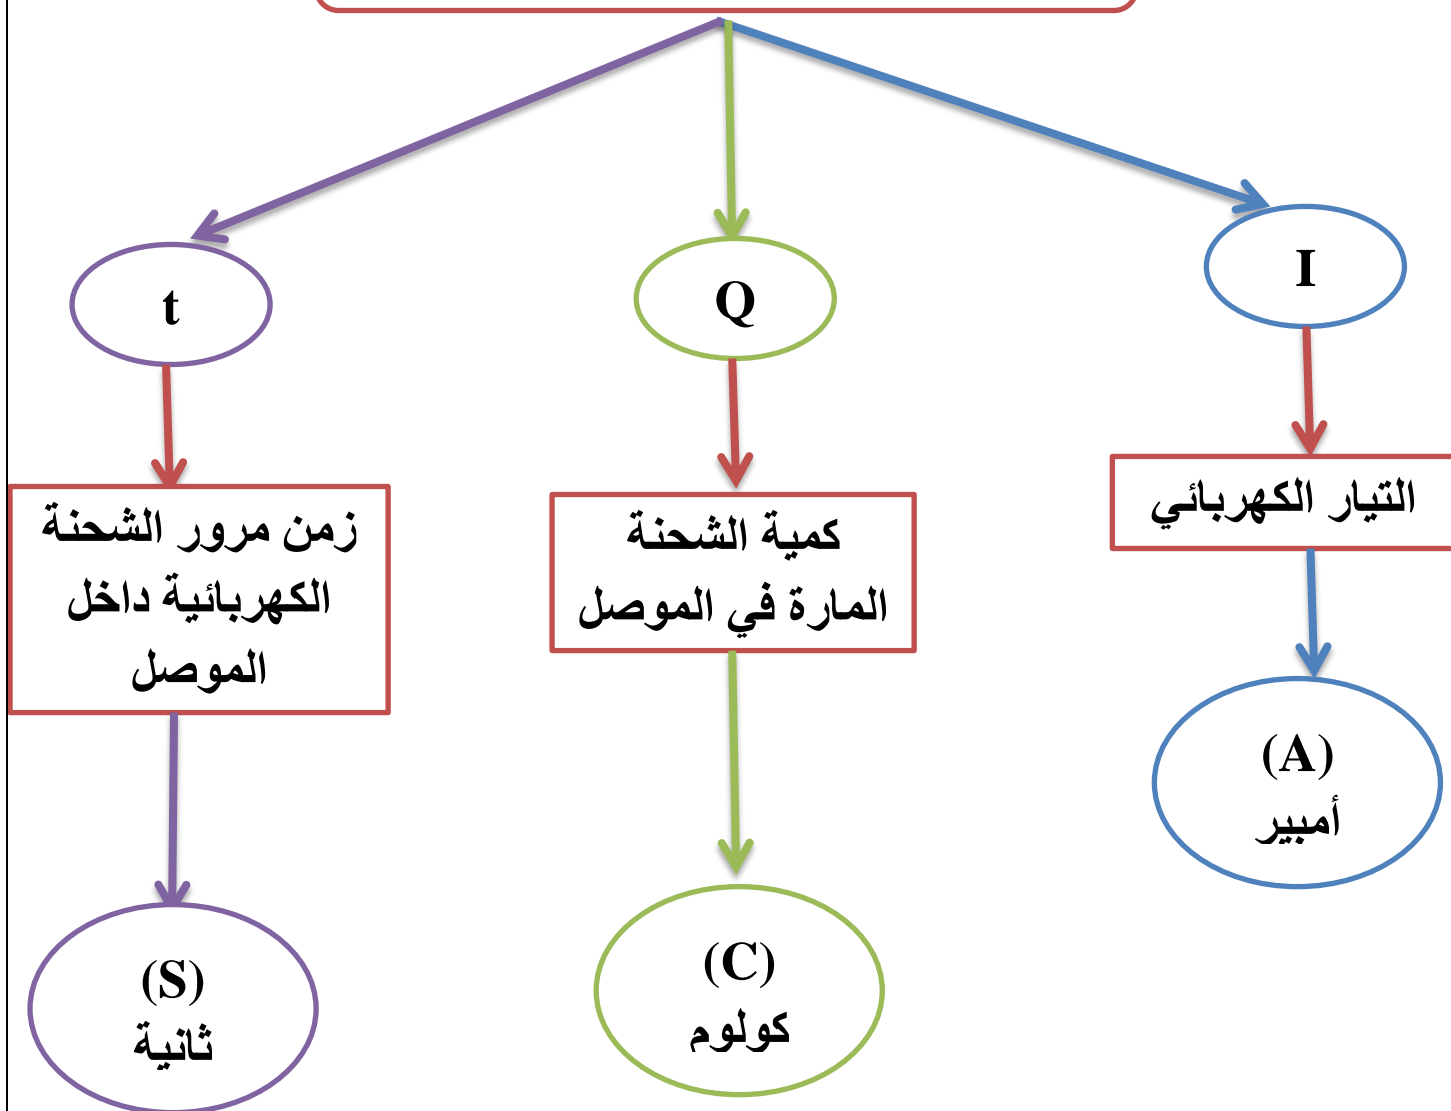 I
Q
t
التيار الكهربائي
كمية الشحنة
المارة في الموصل
زمن مرور الشحنة
الكهربائية داخل
الموصل
(A)
أمبير
(C)
كولوم
(S)
ثانية